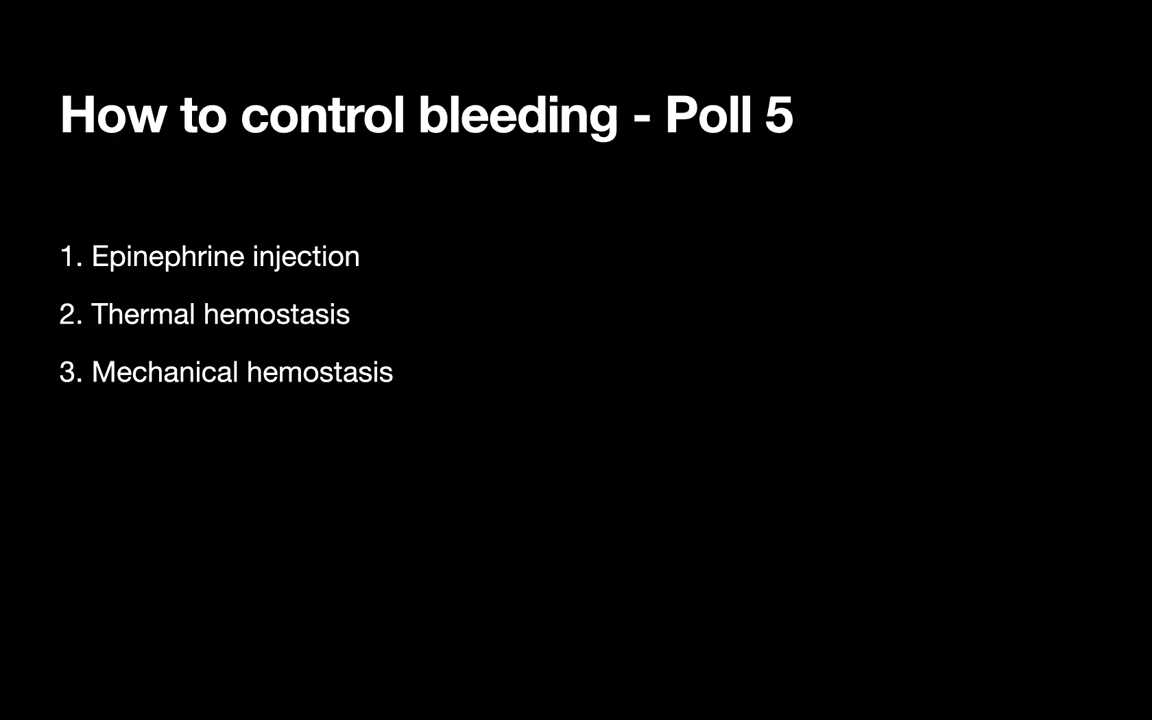 How to control bleeding - Poll 5
1. Epinephrine injection
2. Thermal hemostasis
3. Mechanical hemostasis